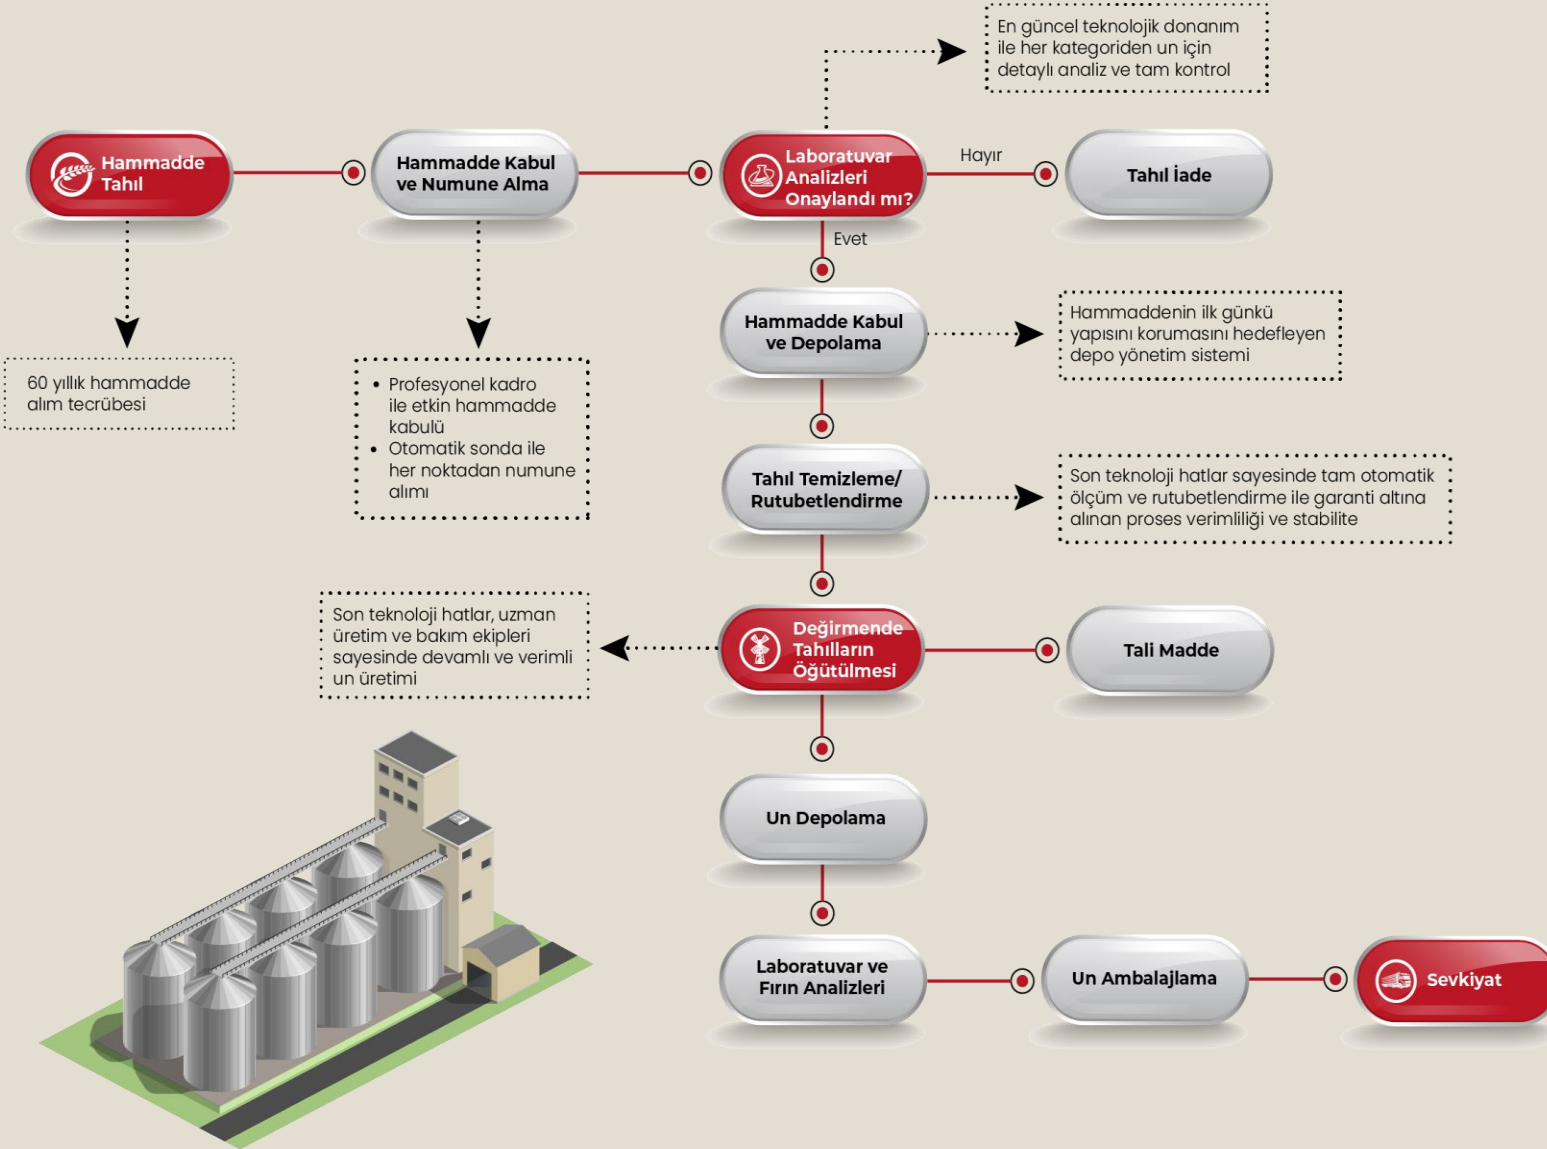 En güncel teknolojik donanım
ile her kategoriden un için
detaylı analiz ve tam kontrol
Hammadde
Tahıl
Hammadde Kabul
ve Numune Alma
Laboratuvar
Analizleri
Onaylandı mı?
Hayır
Tahıl İade
Evet
60 yıllık hammadde
alım tecrübesi
• Profesyonel kadro
ile etkin hammadde
kabulü
• Otomatik sonda ile
her noktadan numune
alımı
Hammadde Kabul
ve Depolama
Hammaddenin ilk günkü
yapısını korumasını hedefleyen
depo yönetim sistemi
Tahıl Temizleme/
Rutubetlendirme
Son teknoloji hatlar sayesinde tam otomatik
ölçüm ve rutubetlendirme ile garanti altına
alınan proses verimliliği ve stabilite
Son teknoloji hatlar, uzman
üretim ve bakım ekipleri
sayesinde devamlı ve verimli
un üretimi
Değirmende
Tahılların
Öğütülmesi
Tali Madde
Un Depolama
Laboratuvar ve
Fırın Analizleri
Un Ambalajlama
Sevkiyat